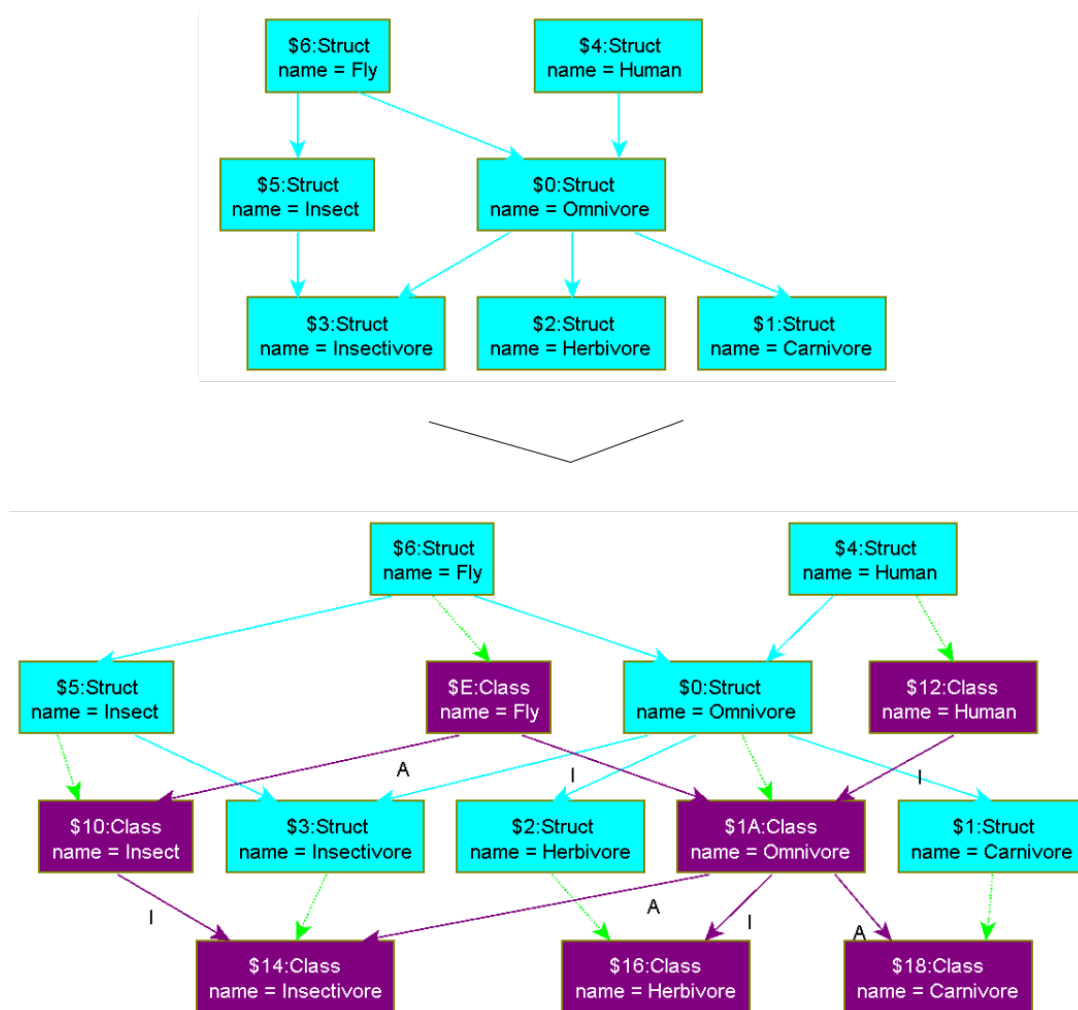 $6:Struct
name = Fly
$4:Struct
name = Human
$5:Struct
name = Insect
$0:Struct
name = Omnivore
$3:Struct
name = Insectivore
$2:Struct
name = Herbivore
$1:Struct
name = Carnivore
$6:Struct
name = Fly
$4:Struct
name = Human
$5:Struct
name = Insect
$E:Class
name = Fly
$0:Struct
name = Omnivore
$12:Class
name = Human
A
I
I
$10:Class
name = Insect
$3:Struct
name = Insectivore
$2:Struct
name = Herbivore
$1A:Class
name = Omnivore
$1:Struct
name = Carnivore
I
A
I
A
$14:Class
name = Insectivore
$16:Class
name = Herbivore
$18:Class
name = Carnivore